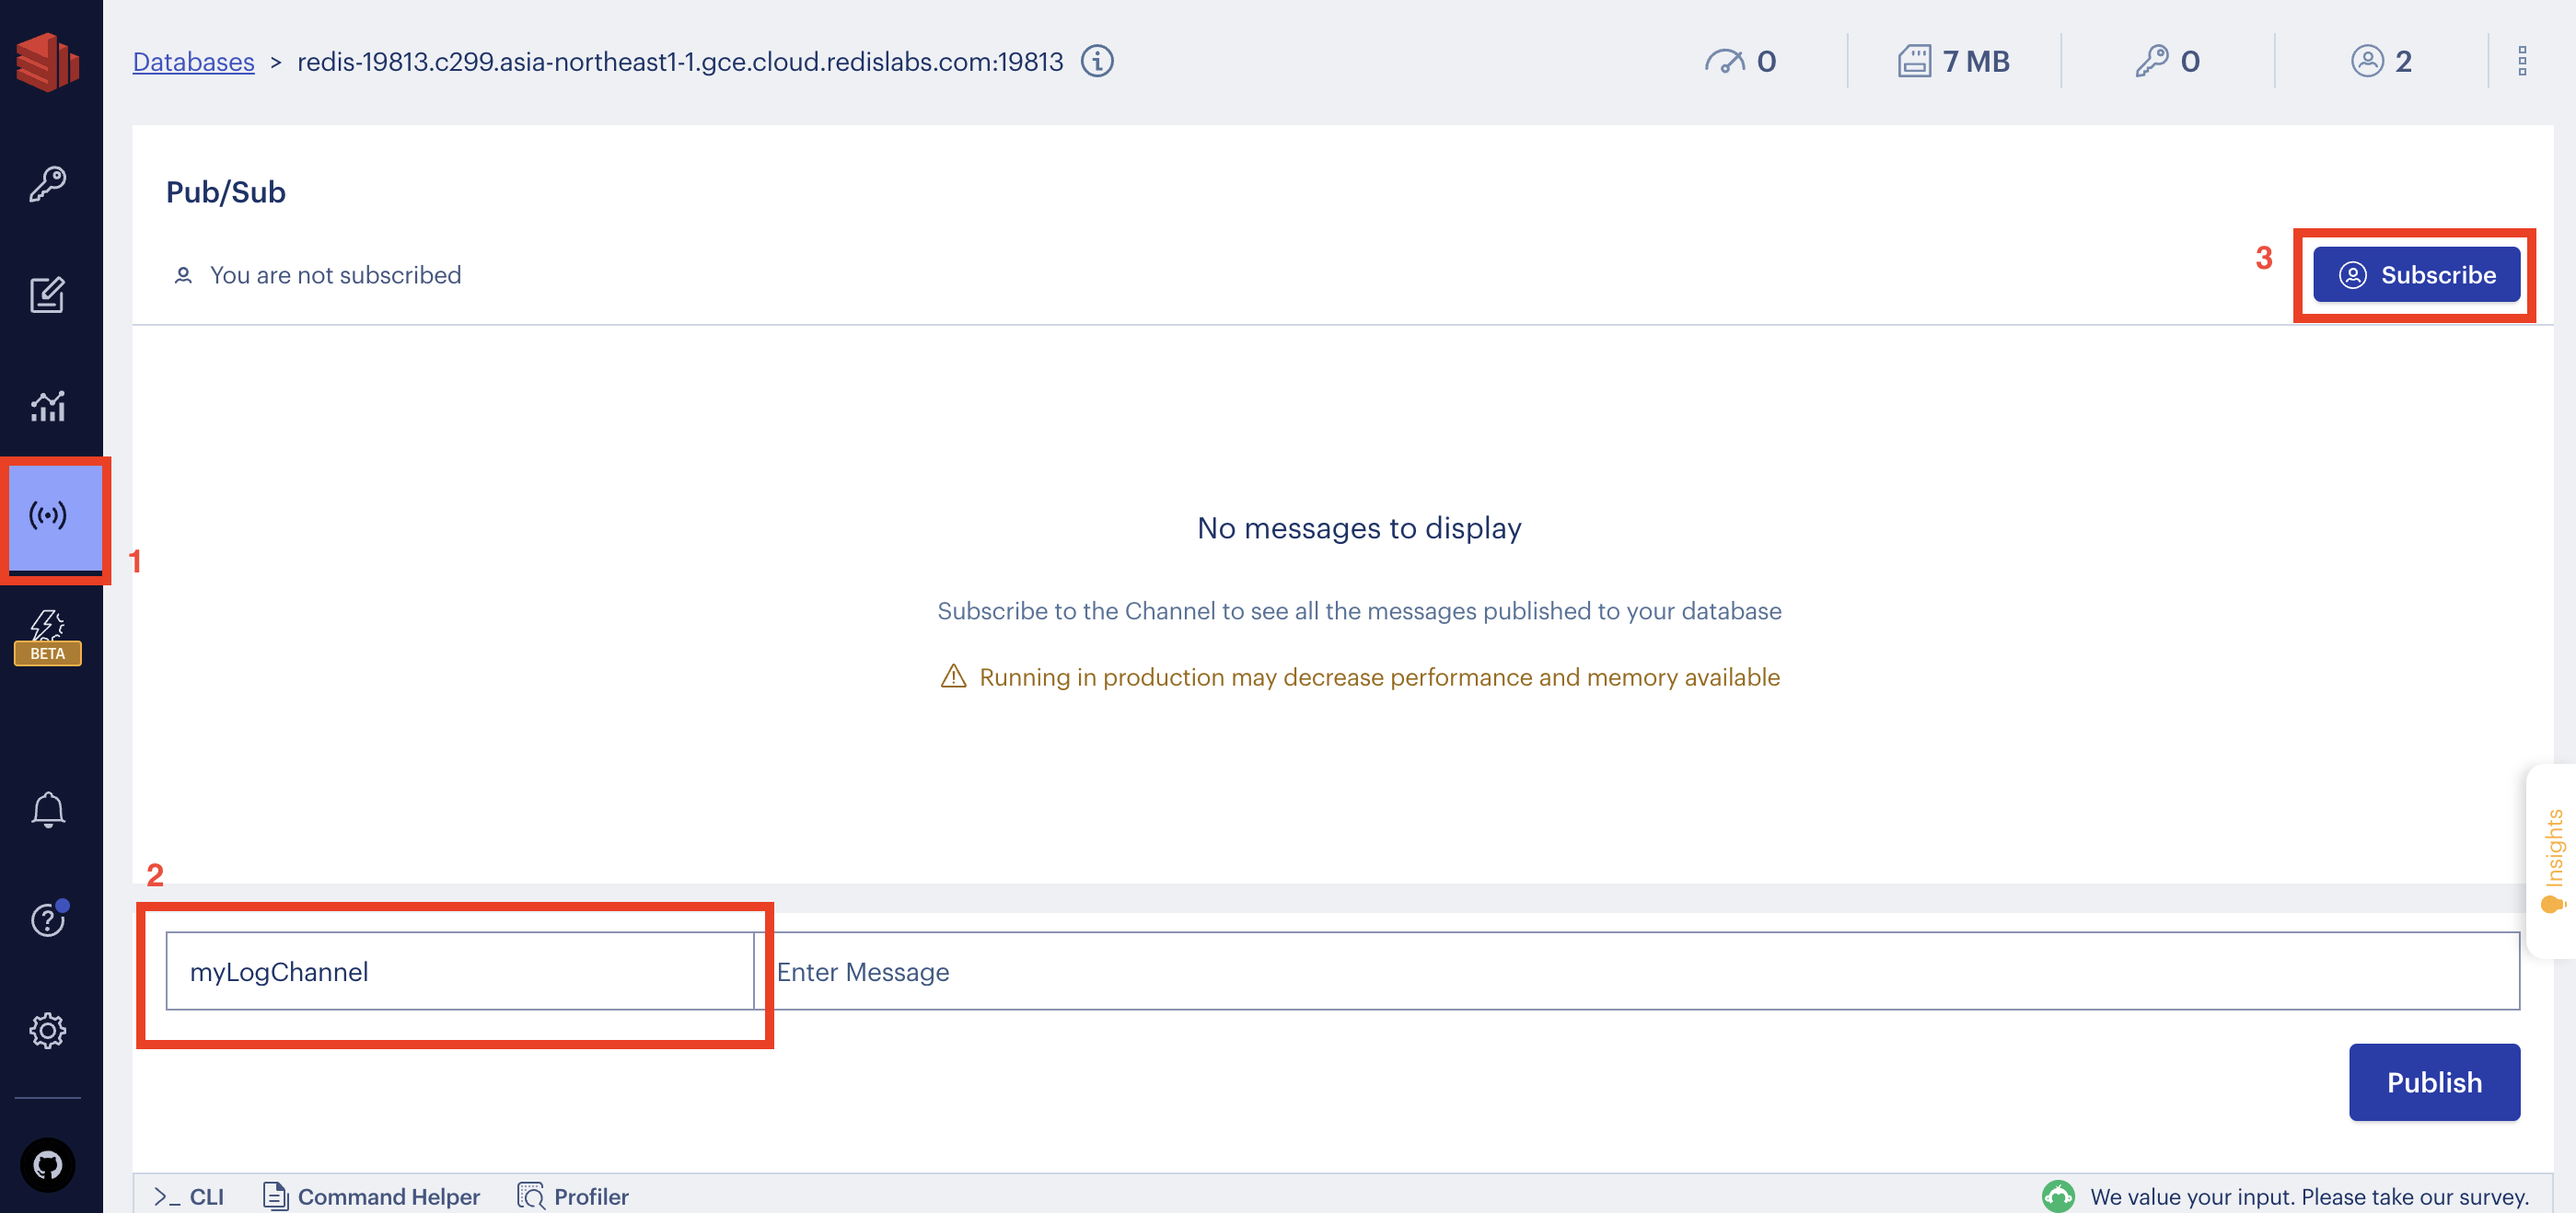 Databases > redis-19813.c299.asia-northeast1-1.gce.cloud.redislabs.com:19813
0
7 MB
0
2
Pub/Sub
You are not subscribed
3
Subscribe
1
No messages to display
Subscribe to the Channel to see all the messages published to your database
Running in production may decrease performance and memory available
BETA
Insights
2
myLogChannel
Enter Message
Publish
>_ CLI
Command Helper
Profiler
We value your input. Please take our survey.